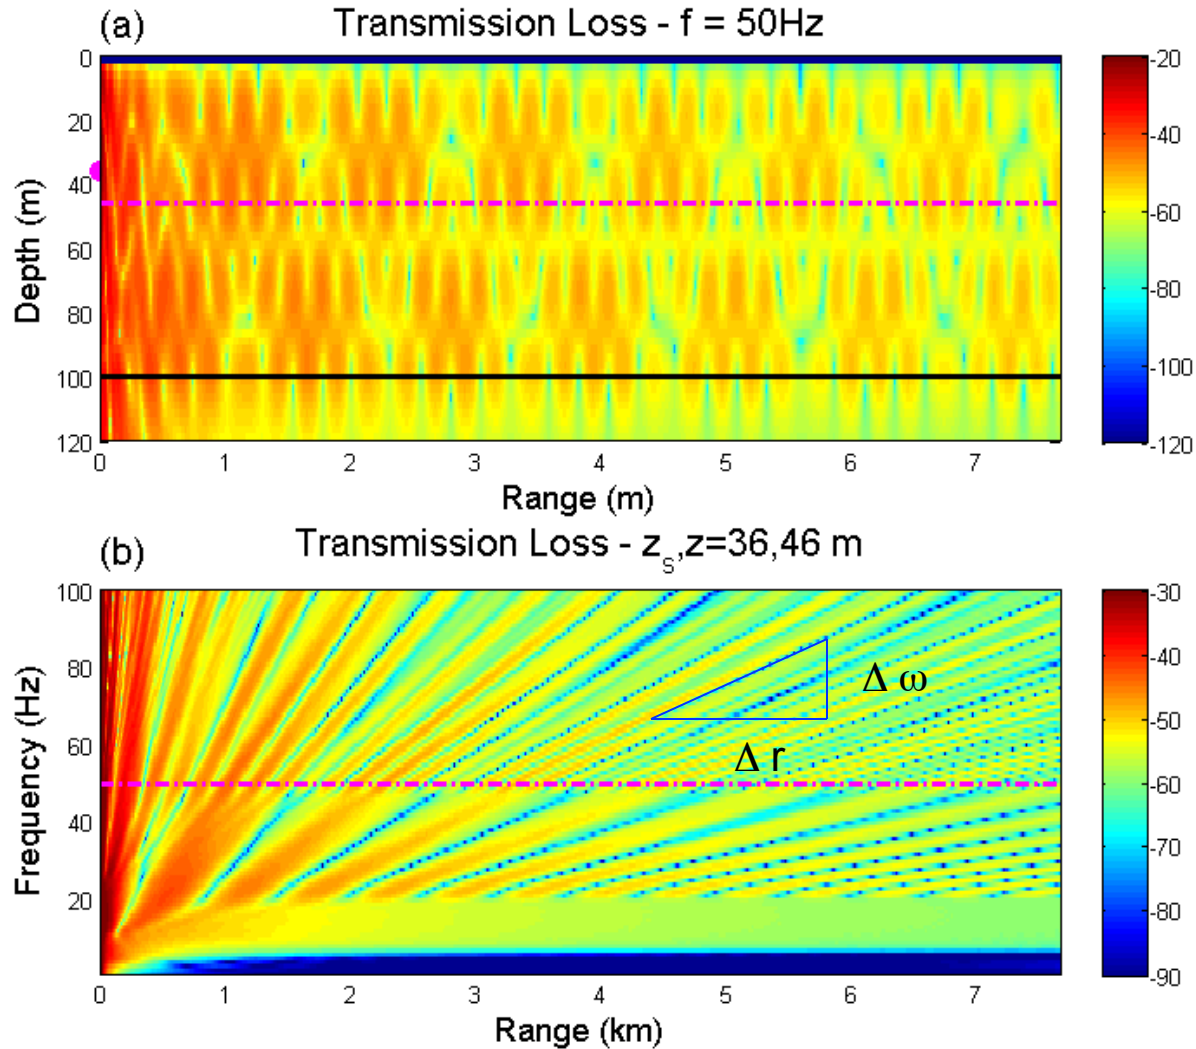 (a)
Transmission Loss - f = 50Hz
0
20
40
60
80
100
120
Depth (m)
0 1 2 3 4 5 6 7
Range (m)
-20
-40
-60
-80
-100
-120
(b)
Transmission Loss - z_s,z=36,46 m
100
80
60
40
20
Frequency (Hz)
Δ ω
Δ r
0 1 2 3 4 5 6 7
Range (km)
-30
-40
-50
-60
-70
-80
-90